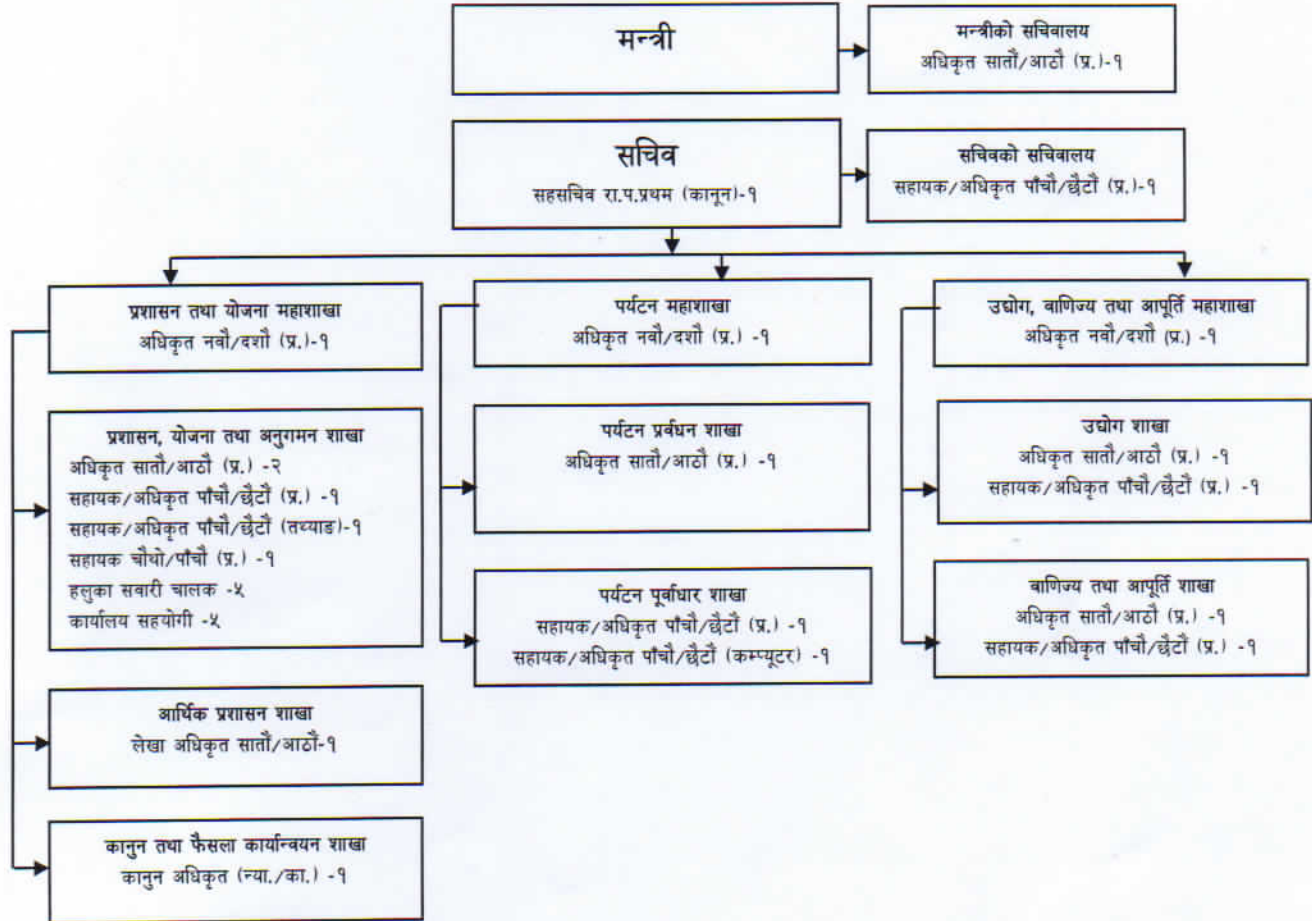 मन्त्री
मन्त्रीको सचिवालय
अधिकृत सातौं/आठौ (प्र.)-१
सचिव
सहसचिव रा.प.प्रथम (कानून)-१
सचिवको सचिवालय
सहायक/अधिकृत पाँचौ/छैटौं (प्र.)-१
प्रशासन तथा योजना महाशाखा
अधिकृत नवौ/दशौ (प्र.)-१
पर्यटन महाशाखा
अधिकृत नवौ/दशौ (प्र.) -१
उद्योग, बाणिज्य तथा आपूर्ति महाशाखा
अधिकृत नवौ/दशौ (प्र.) -१
प्रशासन, योजना तथा अनुगमन शाखा
अधिकृत सातौ/आठौ (प्र.) -२
सहायक/अधिकृत पाँचौ/छैटौं (प्र.) -१
सहायक/अधिकृत पाँचौ/छैटौं (तथ्याङ)-१
सहायक चौथो/पाँचौ (प्र.) -१
हलुका सवारी चालक -५
कार्यालय सहयोगी -५
पर्यटन प्रर्वधन शाखा
अधिकृत सातौ/आठौ (प्र.) -१
उद्योग शाखा
अधिकृत सातौ/आठौ (प्र.) -१
सहायक/अधिकृत पाँचौ/छैटौं (प्र.) -१
पर्यटन पूर्वाधार शाखा
सहायक/अधिकृत पाँचौ/छैटौं (प्र.) -१
सहायक/अधिकृत पाँचौ/छैटौं (कम्प्यूटर) -१
बाणिज्य तथा आपूर्ति शाखा
अधिकृत सातौ/आठौ (प्र.) -१
सहायक/अधिकृत पाँचौ/छैटौं (प्र.) -१
आर्थिक प्रशासन शाखा
लेखा अधिकृत सातौं/आठौं-१
कानुन तथा फैसला कार्यान्वयन शाखा
कानुन अधिकृत (न्या./का.) -१